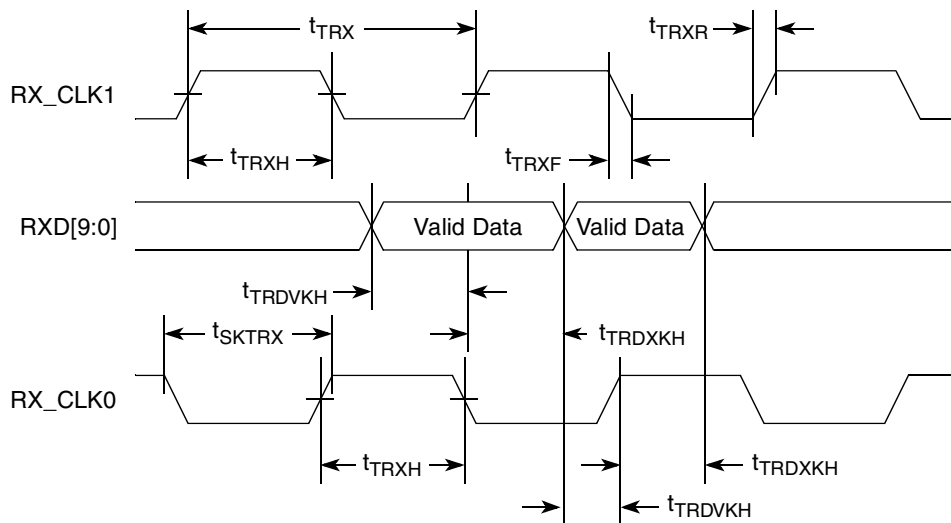 tTRX
tTRXR
RX_CLK1
tTRXH
tTRXF
RXD[9:0]
Valid Data
Valid Data
tTRDVKH
tSKTRX
tTRDXKH
RX_CLK0
tTRXH
tTRDXKH
tTRDVKH